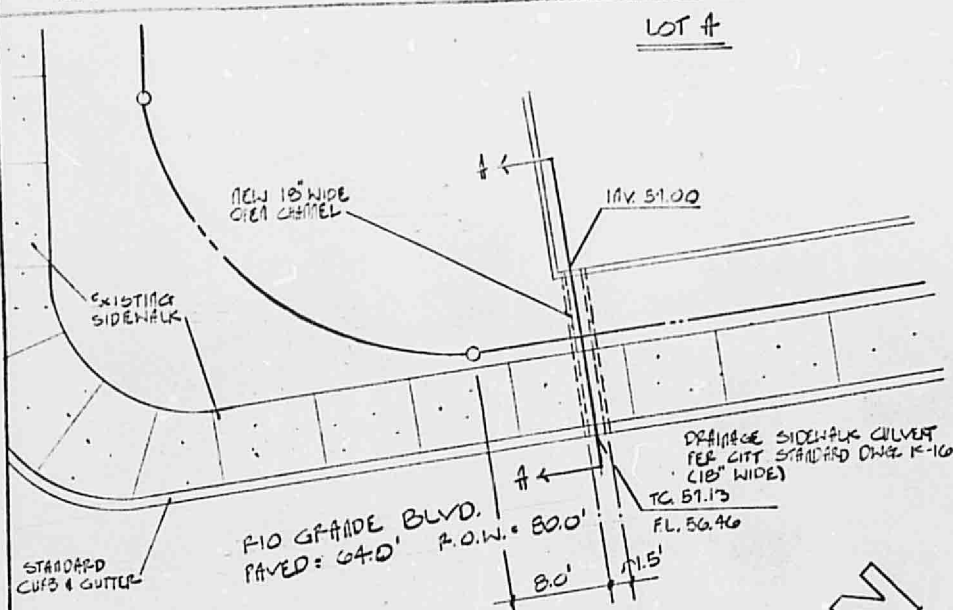 LOT A
A
NEW 18" WIDE
OPEN CHANNEL
INV. 57.00
EXISTING
SIDEWALK
DRAINAGE SIDEWALK CULVERT
PER CITY STANDARD DWG. K-16
(18" WIDE)
A
TC 57.13
FL. 56.46
RIO GRANDE BLVD.
PAVED: 64.0' R.O.W.: 80.0'
STANDARD
CURB & GUTTER
8.0'
1.5'